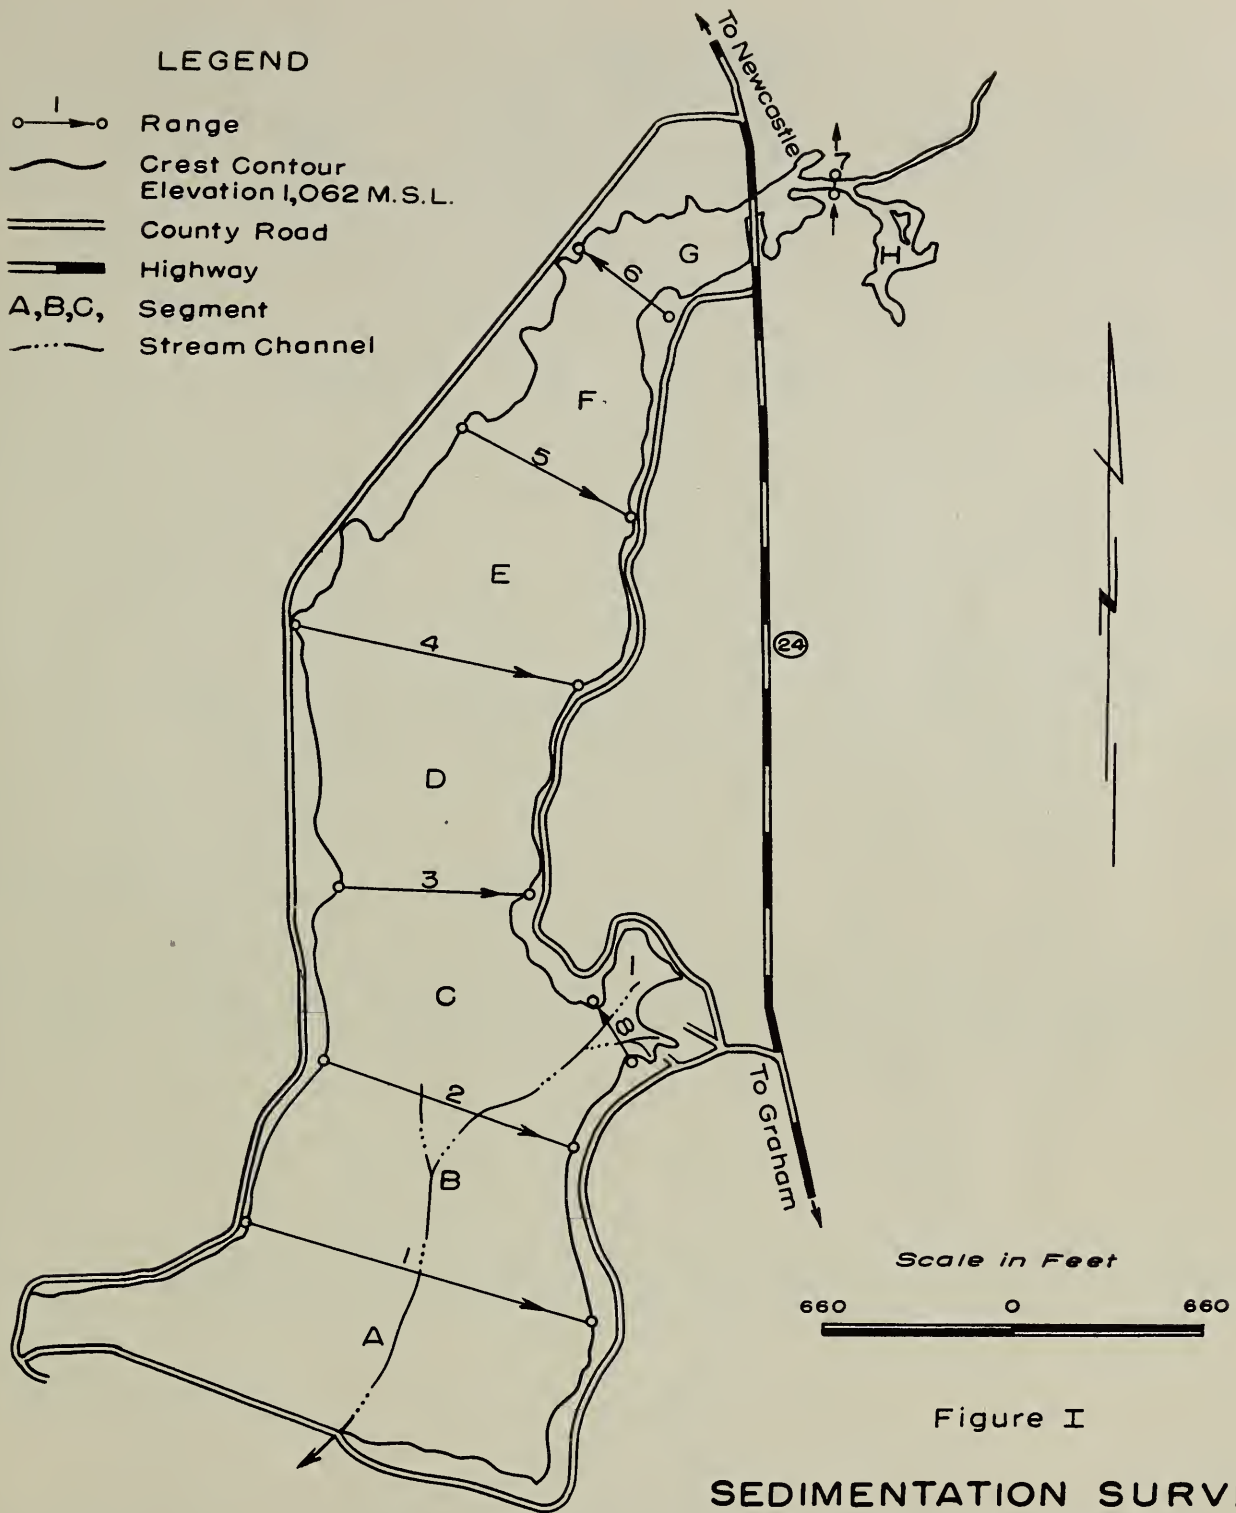 LEGEND
1
Range
Crest Contour
Elevation 1,062 M.S.L.
County Road
Highway
A,B,C, Segment
Stream Channel
To Newcastle
7
H
G
6
F
5
E
4
24
D
3
C
I
8
2
B
1
A
To Graham
Scale in Feet
660 0 660
Figure I
SEDIMENTATION SURV